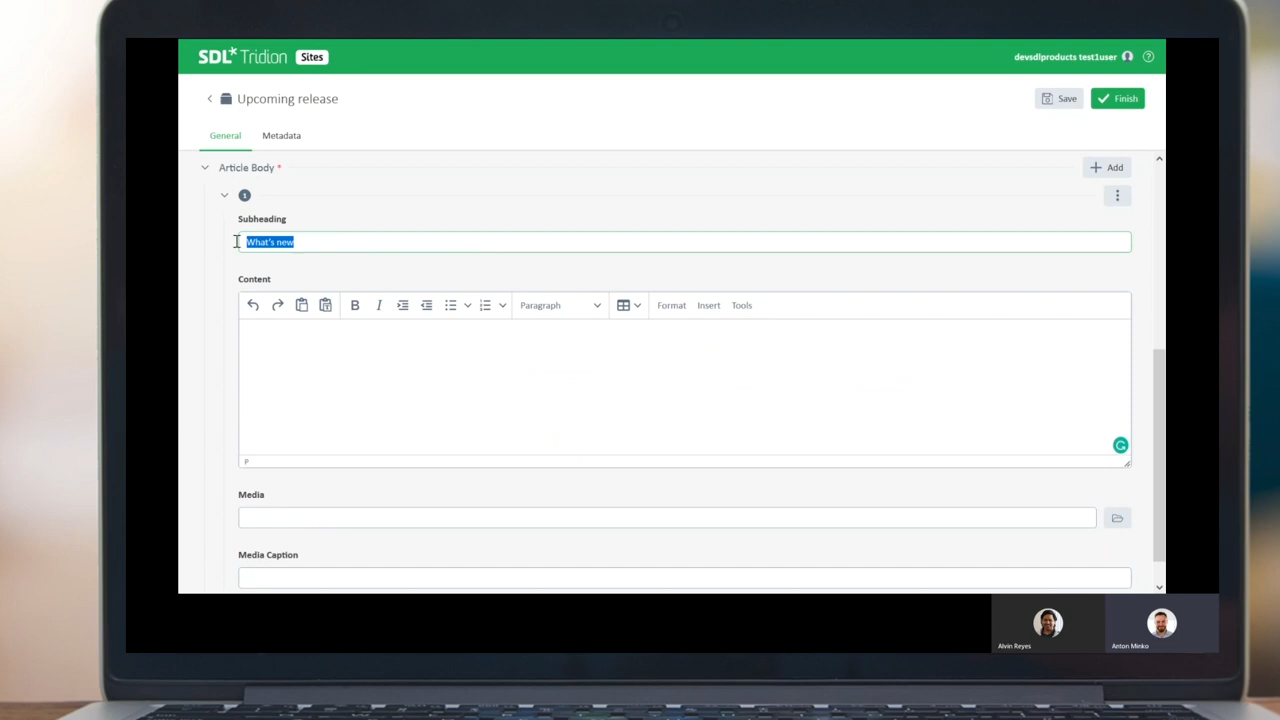 SDL* Tridion Sites
devsdlproducts test1user
Upcoming release
Save
Finish
General
Metadata
Article Body *
Add
1
Subheading
What's new
Content
B I
Paragraph
Format
Insert
Tools
P
Media
Media Caption
Alvin Reyes
Anton Minko